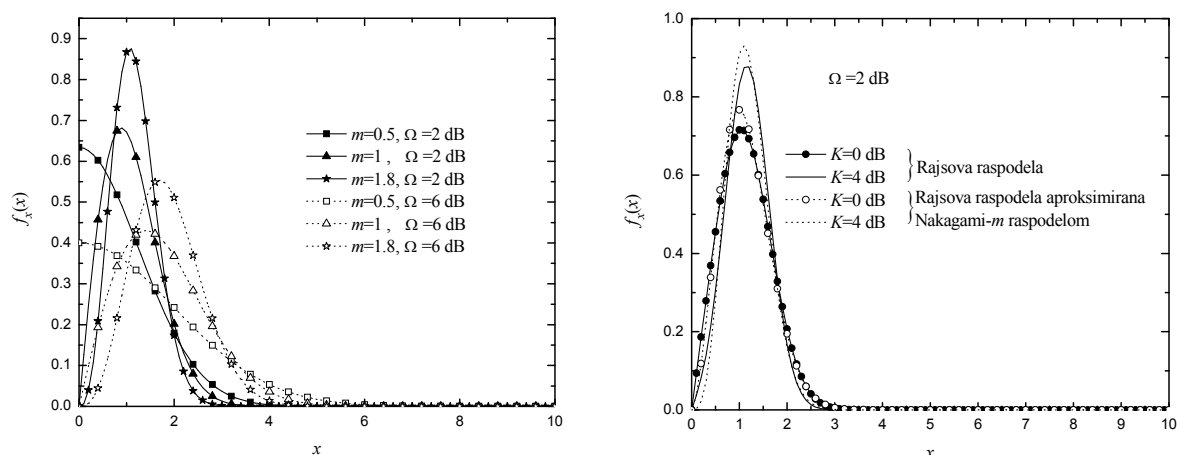 0.9
0.8
0.7
0.6
0.5
0.4
0.3
0.2
0.1
0.0
0 2 4 6 8 10
f_x(x)
x
m=0.5, Ω =2 dB
m=1 , Ω =2 dB
m=1.8, Ω =2 dB
m=0.5, Ω =6 dB
m=1 , Ω =6 dB
m=1.8, Ω =6 dB
1.0
0.8
0.6
0.4
0.2
0.0
0 1 2 3 4 5 6 7 8 9 10
f_x(x)
x
Ω =2 dB
K=0 dB
K=4 dB
Rajsova raspodela
K=0 dB
K=4 dB
Rajsova raspodela aproksimirana
Nakagami-m raspodelom